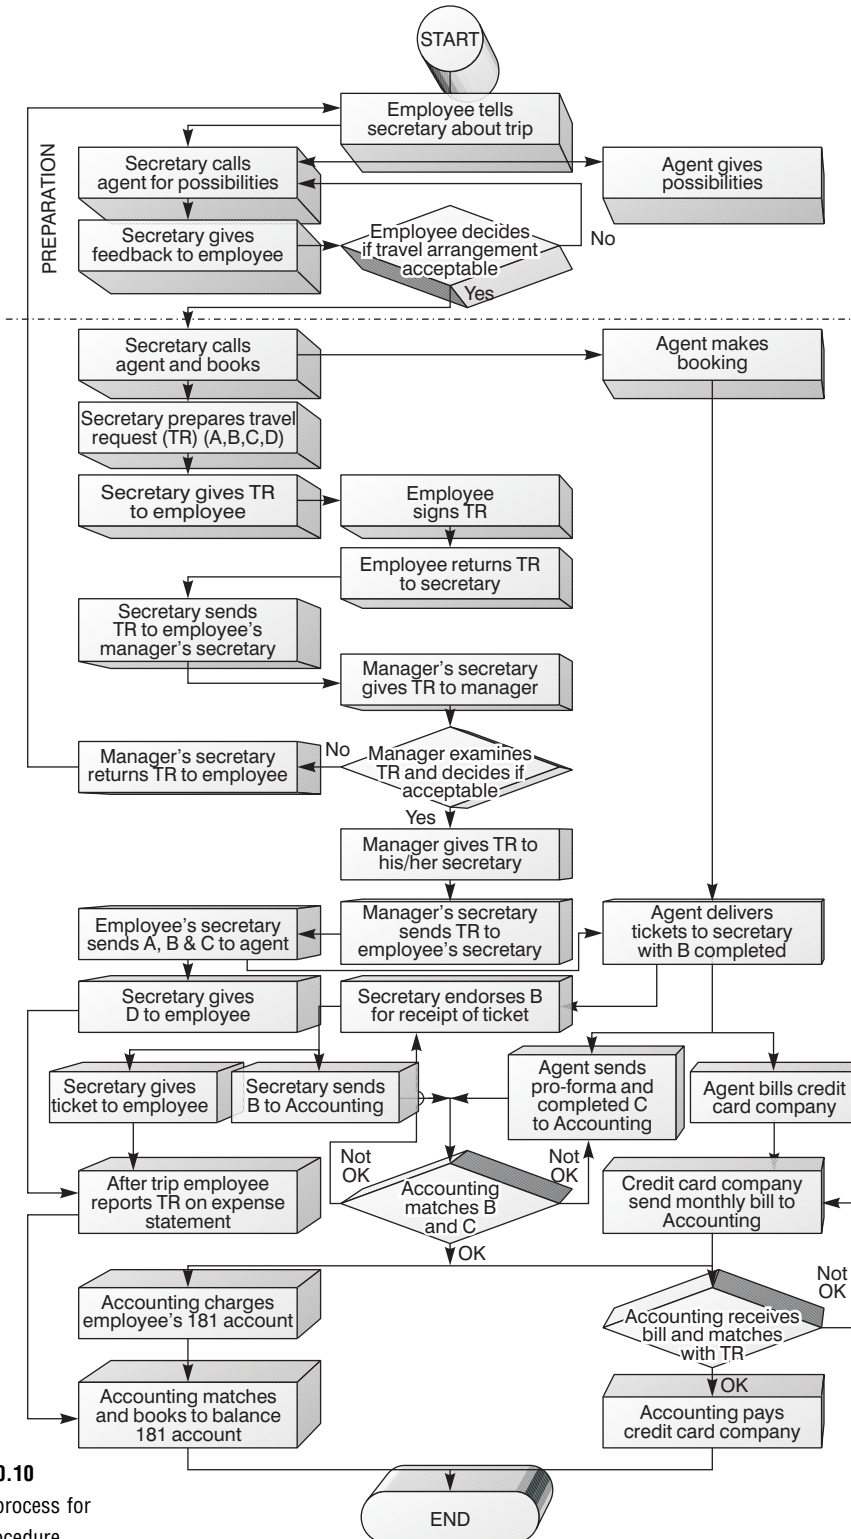 START
Employee tells
secretary about trip
PREPARATION
Secretary calls
agent for possibilities
Agent gives
possibilities
Secretary gives
feedback to employee
Employee decides
if travel arrangement
acceptable
No
Yes
Secretary calls
agent and books
Agent makes
booking
Secretary prepares travel
request (TR) (A,B,C,D)
Secretary gives TR
to employee
Employee
signs TR
Employee returns TR
to secretary
Secretary sends
TR to employee's
manager's secretary
Manager's secretary
gives TR to manager
Manager's secretary
returns TR to employee
No
Manager examines
TR and decides if
acceptable
Yes
Manager gives TR to
his/her secretary
Employee's secretary
sends A, B & C to agent
Manager's secretary
sends TR to
employee's secretary
Agent delivers
tickets to secretary
with B completed
Secretary gives
D to employee
Secretary endorses B
for receipt of ticket
Secretary gives
ticket to employee
Secretary sends
B to Accounting
Agent sends
pro-forma and
completed C
to Accounting
Agent bills credit
card company
Not
OK
Not
OK
After trip employee
reports TR on expense
statement
Accounting
matches B
and C
Credit card company
send monthly bill to
Accounting
OK
Not
OK
Accounting charges
employee's 181 account
Accounting receives
bill and matches
with TR
OK
Accounting matches
and books to balance
181 account
Accounting pays
credit card company
0.10
process for
END